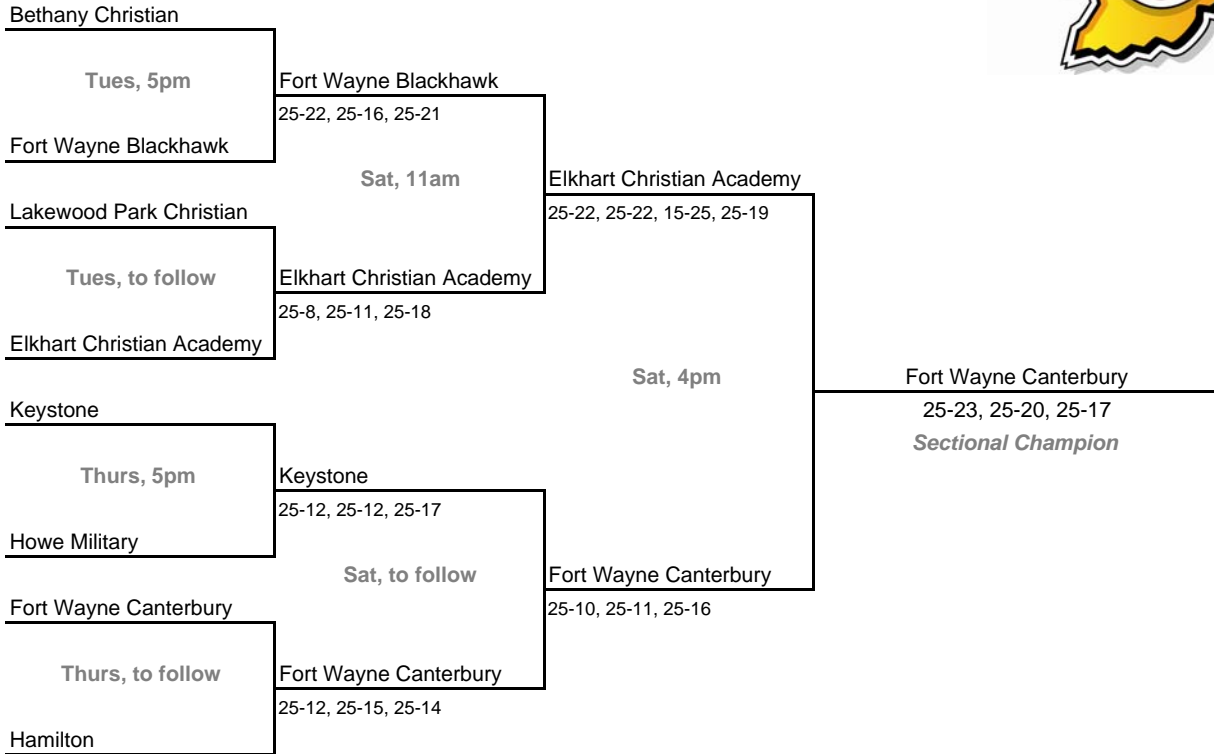 Bethany Christian
Tues, 5pm
Fort Wayne Blackhawk
25-22, 25-16, 25-21
Fort Wayne Blackhawk
Sat, 11am
Elkhart Christian Academy
25-22, 25-22, 15-25, 25-19
Lakewood Park Christian
Tues, to follow
Elkhart Christian Academy
25-8, 25-11, 25-18
Elkhart Christian Academy
Sat, 4pm
Fort Wayne Canterbury
25-23, 25-20, 25-17
Sectional Champion
Keystone
Thurs, 5pm
Keystone
25-12, 25-12, 25-17
Howe Military
Sat, to follow
Fort Wayne Canterbury
25-10, 25-11, 25-16
Fort Wayne Canterbury
Thurs, to follow
Fort Wayne Canterbury
25-12, 25-15, 25-14
Hamilton